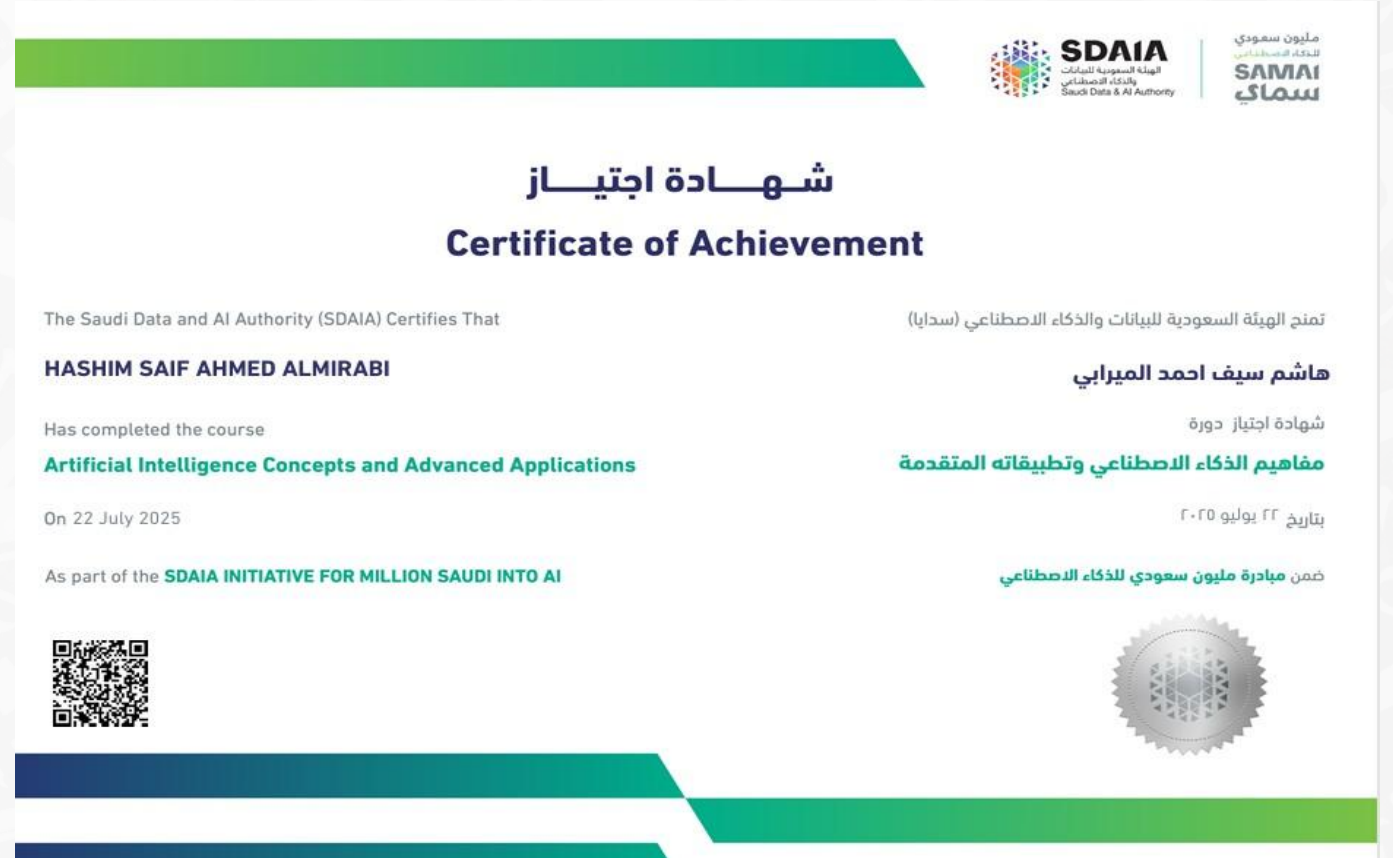 SDAIA
الهيئة السعودية للبيانات
والذكاء الاصطناعي
Saudi Data & AI Authority
مليون سعودي
للذكاء الاصطناعي
SAMAI
سماي
شـهـــادة اجتيـــاز
Certificate of Achievement
The Saudi Data and AI Authority (SDAIA) Certifies That
تمنح الهيئة السعودية للبيانات والذكاء الاصطناعي (سدايا)
HASHIM SAIF AHMED ALMIRABI
هاشم سيف احمد الميرابي
Has completed the course
شهادة اجتياز دورة
Artificial Intelligence Concepts and Advanced Applications
مفاهيم الذكاء الاصطناعي وتطبيقاته المتقدمة
On 22 July 2025
بتاريخ ٢٢ يوليو ٢٠٢٥
As part of the SDAIA INITIATIVE FOR MILLION SAUDI INTO AI
ضمن مبادرة مليون سعودي للذكاء الاصطناعي